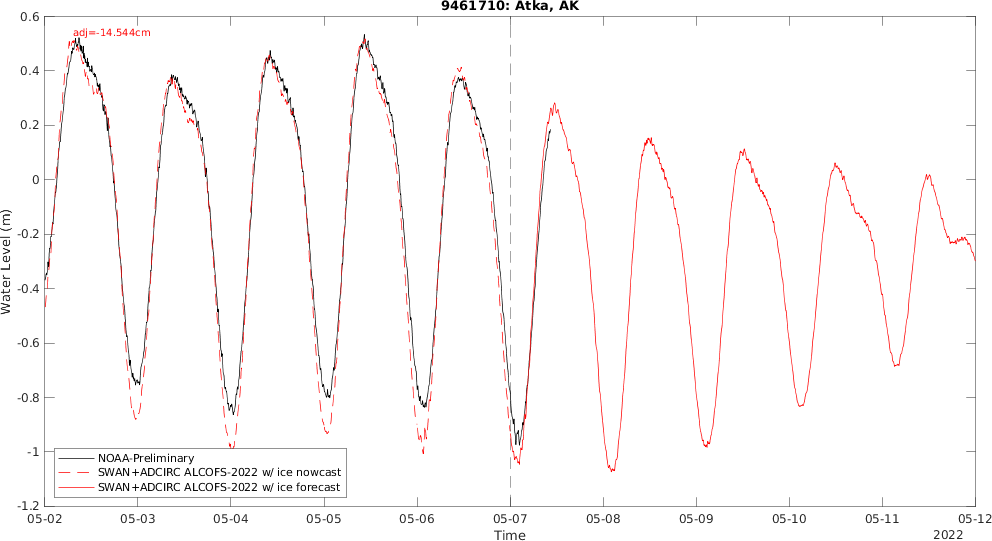 9461710: Atka, AK
adj=-14.544cm
0.6
0.4
0.2
0
-0.2
-0.4
-0.6
-0.8
-1
-1.2
Water Level (m)
NOAA-Preliminary
SWAN+ADCIRC ALCOFS-2022 w/ ice nowcast
SWAN+ADCIRC ALCOFS-2022 w/ ice forecast
05-02 05-03 05-04 05-05 05-06 05-07 05-08 05-09 05-10 05-11 05-12
Time
2022